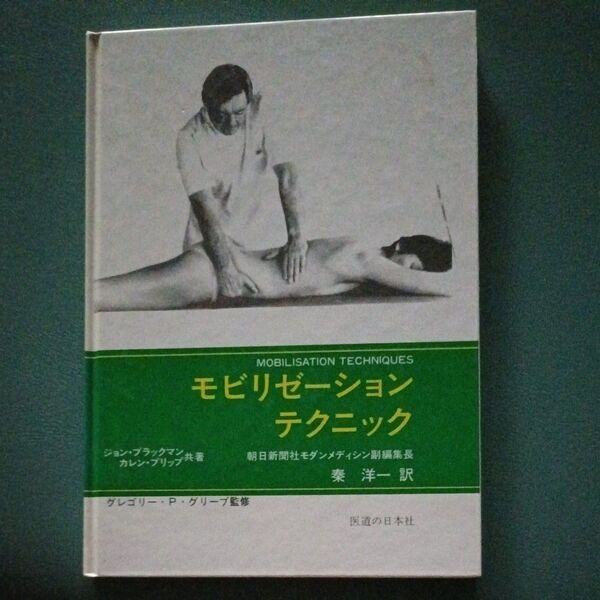 MOBILISATION TECHNIQUES
モビリゼーション
テクニック
ジョン・ブラックマン
カレン・プリップ 共著
朝日新聞社モダンメディシン副編集長
秦 洋一 訳
グレゴリー・P・グリーブ監修
医道の日本社